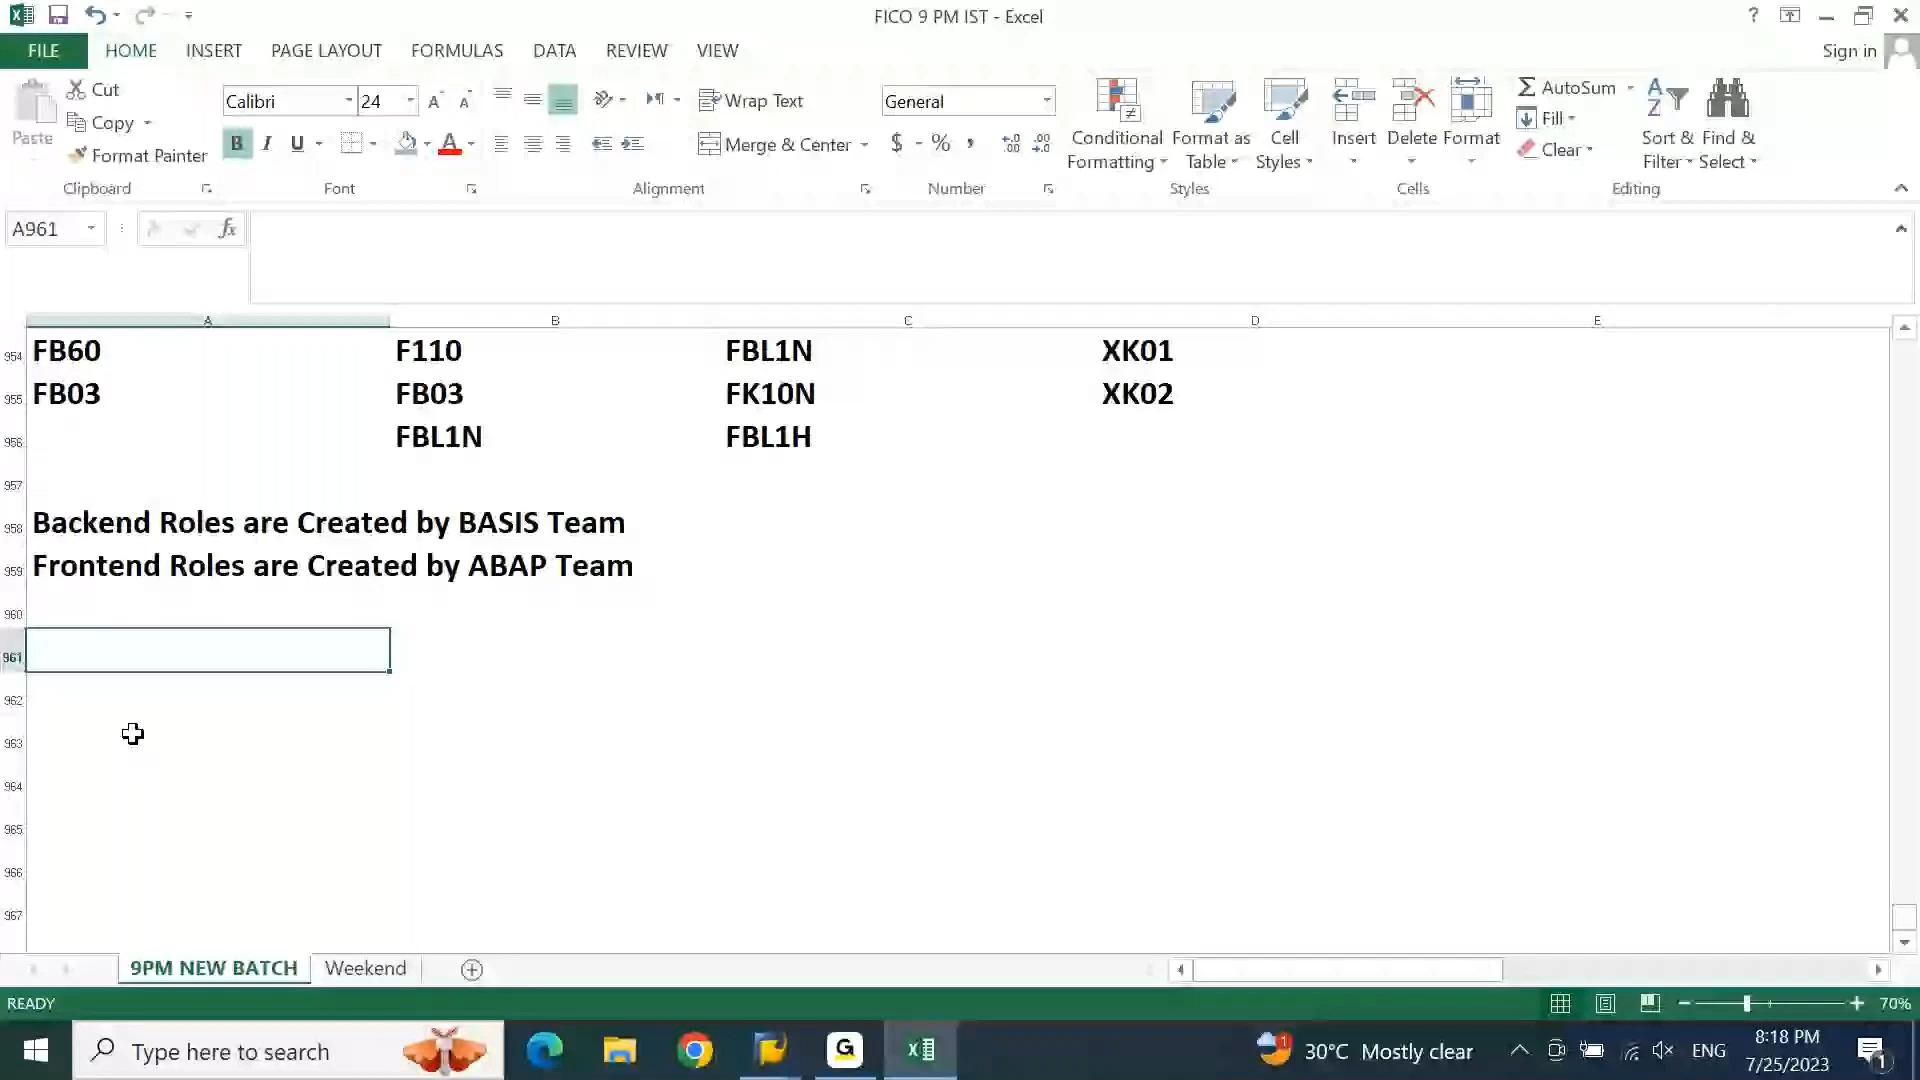 FICO 9 PM IST - Excel
?
FILE HOME INSERT PAGE LAYOUT FORMULAS DATA REVIEW VIEW Sign in
Paste Cut Copy Format Painter Clipboard
Calibri 24 A A B I U A Font
Wrap Text Merge & Center Alignment
General $ % , Number
Conditional Formatting Format as Table Cell Styles Styles
Insert Delete Format Cells
AutoSum Fill Clear Sort & Filter Find & Select Editing
A961 fx
A B C D E
954 FB60 F110 FBL1N XK01
955 FB03 FB03 FK10N XK02
956 FBL1N FBL1H
957
958 Backend Roles are Created by BASIS Team
959 Frontend Roles are Created by ABAP Team
960
961
962
963
964
965
966
967
9PM NEW BATCH Weekend
READY 70%
Type here to search 1 30°C Mostly clear ENG 8:18 PM 1
7/25/2023